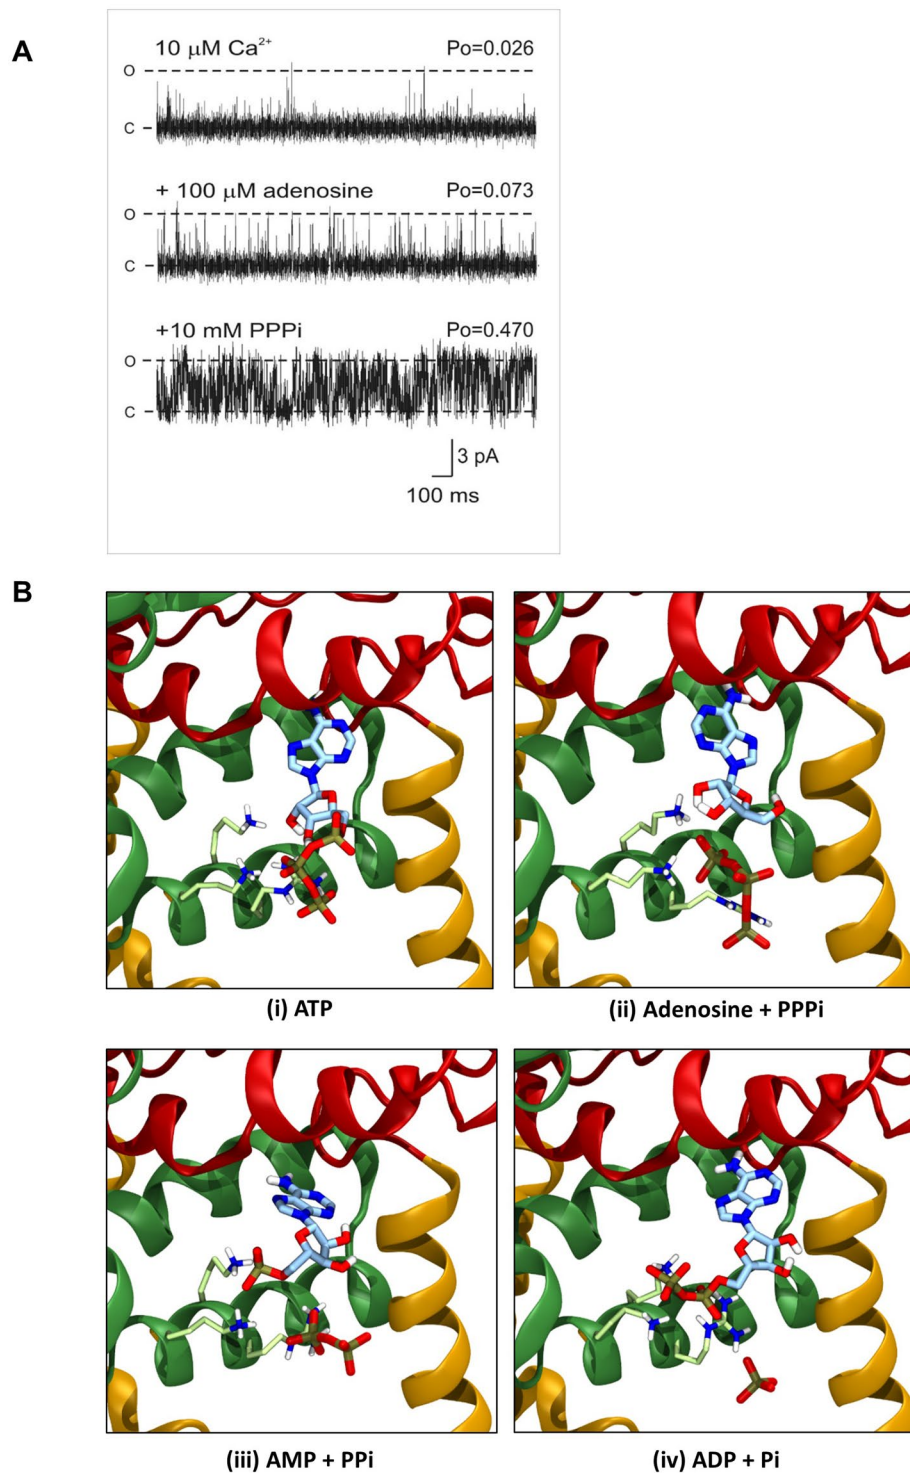 A
10 µM Ca²⁺ Po=0.026
O
C
+ 100 µM adenosine Po=0.073
O
C
+10 mM PPPi Po=0.470
O
C
3 pA
100 ms
B
(i) ATP
(ii) Adenosine + PPPi
(iii) AMP + PPi
(iv) ADP + Pi